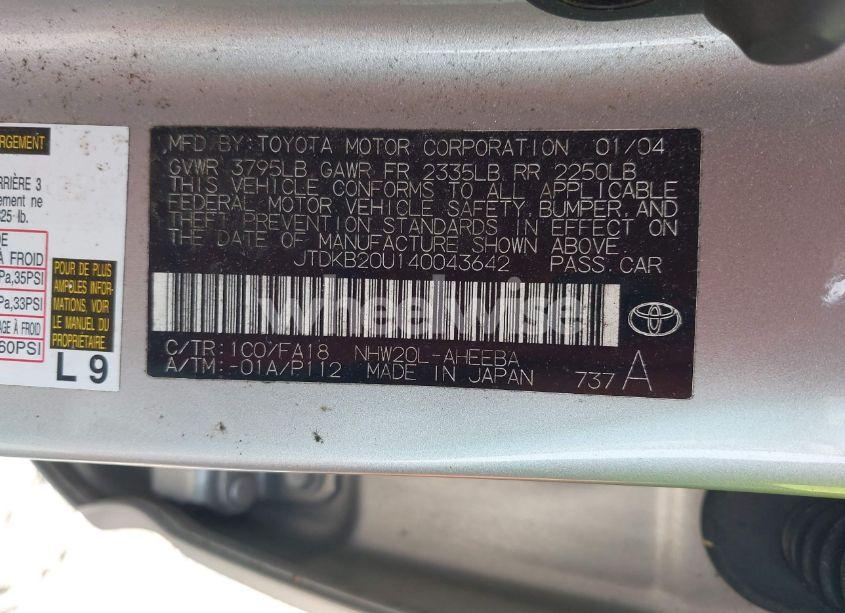 RGEMENT
RRIÈRE 3
ement ne
325 lb.
DE
À FROID
Pa,35PSI
Pa,33PSI
AGE À FROID
60PSI
POUR DE PLUS
AMPLES INFOR-
MATIONS, VOIR
LE MANUEL DU
PROPRIÉTAIRE.
L 9
MFD BY: TOYOTA MOTOR CORPORATION 01/04
GVWR 3795LB GAWR FR 2335LB RR 2250LB
THIS VEHICLE CONFORMS TO ALL APPLICABLE
FEDERAL MOTOR VEHICLE SAFETY, BUMPER, AND
THEFT PREVENTION STANDARDS IN EFFECT ON
THE DATE OF MANUFACTURE SHOWN ABOVE.
JTDKB20U140043642 PASS.CAR
wheelwise
C/TR: 1C0/FA18 NHW20L-AHEEBA
A/TM: -01A/P112 MADE IN JAPAN 737 A